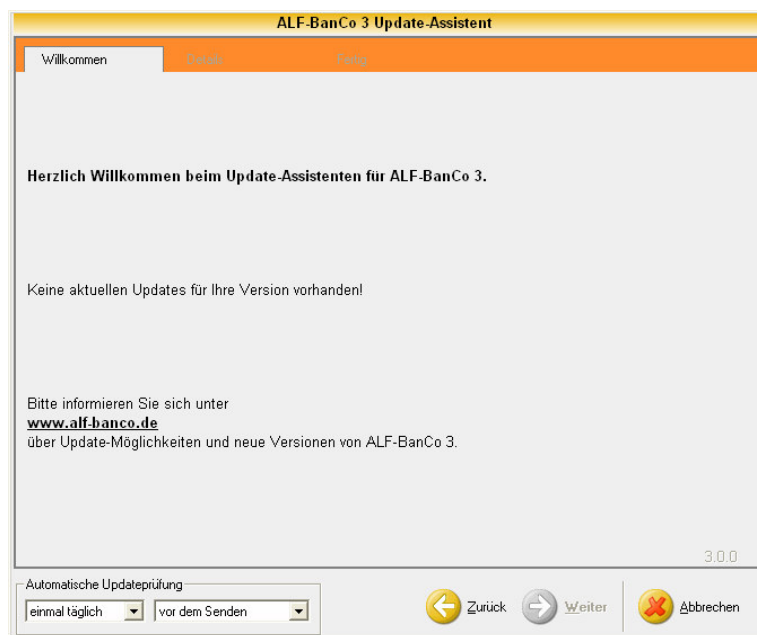 ALF-BanCo 3 Update-Assistent
Willkommen Details Fertig
Herzlich Willkommen beim Update-Assistenten für ALF-BanCo 3.
Keine aktuellen Updates für Ihre Version vorhanden!
Bitte informieren Sie sich unter
www.alf-banco.de
über Update-Möglichkeiten und neue Versionen von ALF-BanCo 3.
3.0.0
Automatische Updateprüfung
einmal täglich vor dem Senden Zurück Weiter Abbrechen